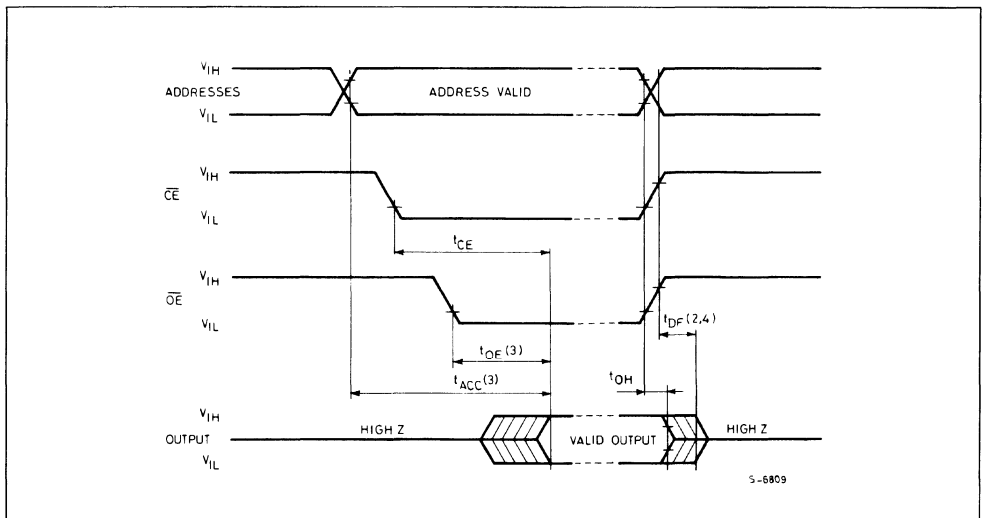 VIH
ADDRESSES
ADDRESS VALID
VIL
VIH
CE
VIL
tCE
VIH
OE
VIL
tDF(2,4)
tOE(3)
tACC(3)
tOH
VIH
HIGH Z
OUTPUT
VALID OUTPUT
HIGH Z
VIL
S-6809